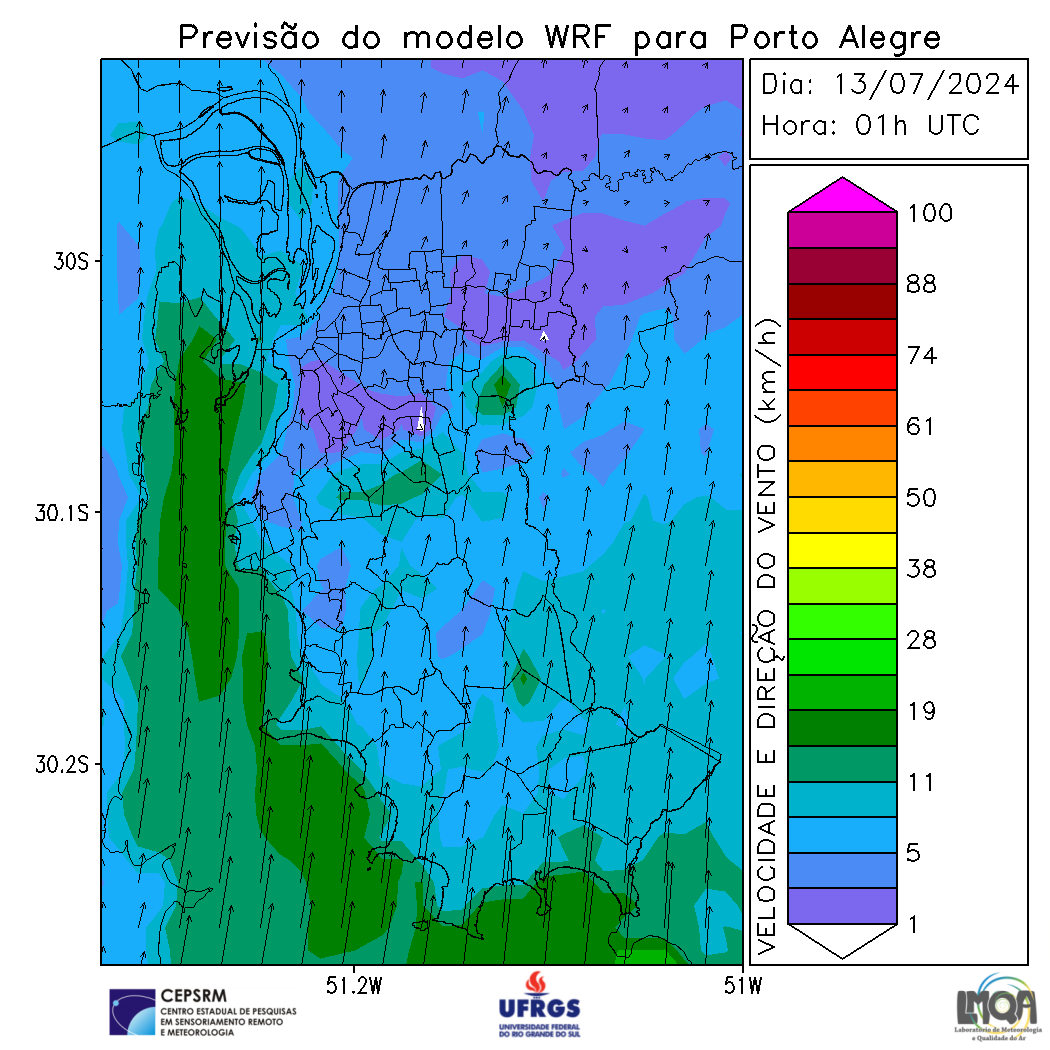 Previsão do modelo WRF para Porto Alegre
Dia: 13/07/2024
Hora: 01h UTC
30S
30.1S
30.2S
51.2W
51W
VELOCIDADE E DIREÇÃO DO VENTO (km/h)
100
88
74
61
50
38
28
19
11
5
1
CEPSRM
CENTRO ESTADUAL DE PESQUISAS
EM SENSORIAMENTO REMOTO
E METEOROLOGIA
UFRGS
UNIVERSIDADE FEDERAL
DO RIO GRANDE DO SUL
LMQA
Laboratório de Meteorologia
e Qualidade do Ar